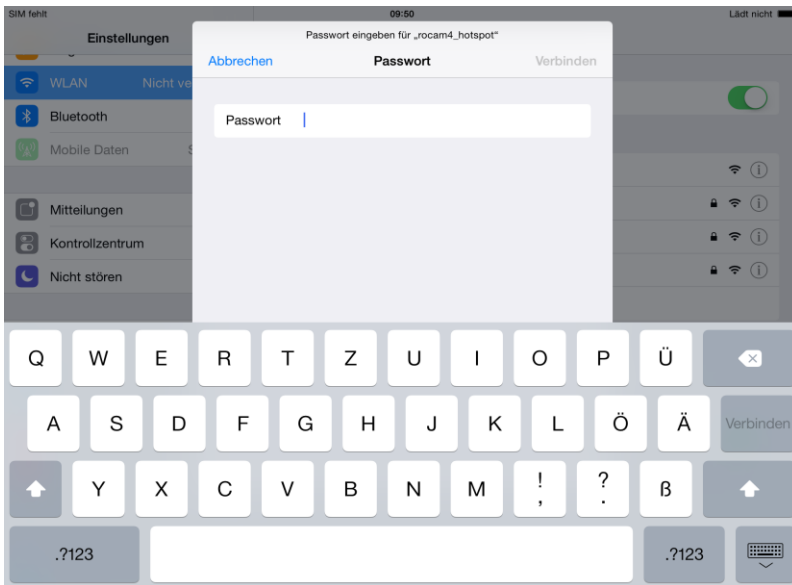 SIM fehlt 09:50 Lädt nicht
Einstellungen
Passwort eingeben für „rocam4_hotspot“
Abbrechen Passwort Verbinden
WLAN Nicht ve
Passwort
Bluetooth
Mobile Daten S
Mitteilungen
Kontrollzentrum
Nicht stören
Q W E R T Z U I O P Ü
A S D F G H J K L Ö Ä Verbinden
Y X C V B N M ! , ? . ß
.?123 .?123